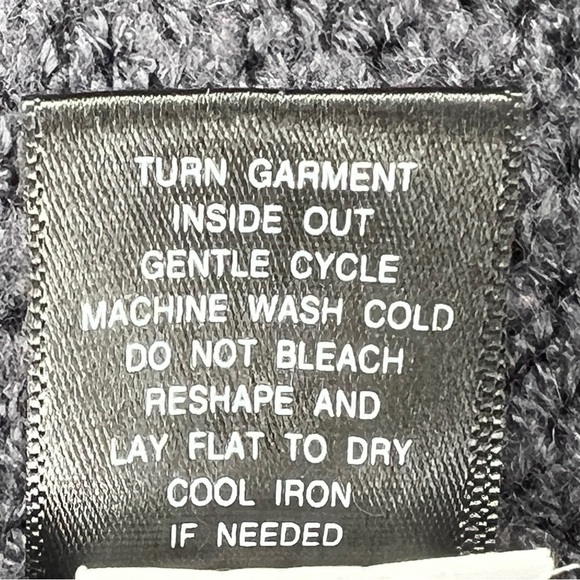 TURN GARMENT
INSIDE OUT
GENTLE CYCLE
MACHINE WASH COLD
DO NOT BLEACH
RESHAPE AND
LAY FLAT TO DRY
COOL IRON
IF NEEDED